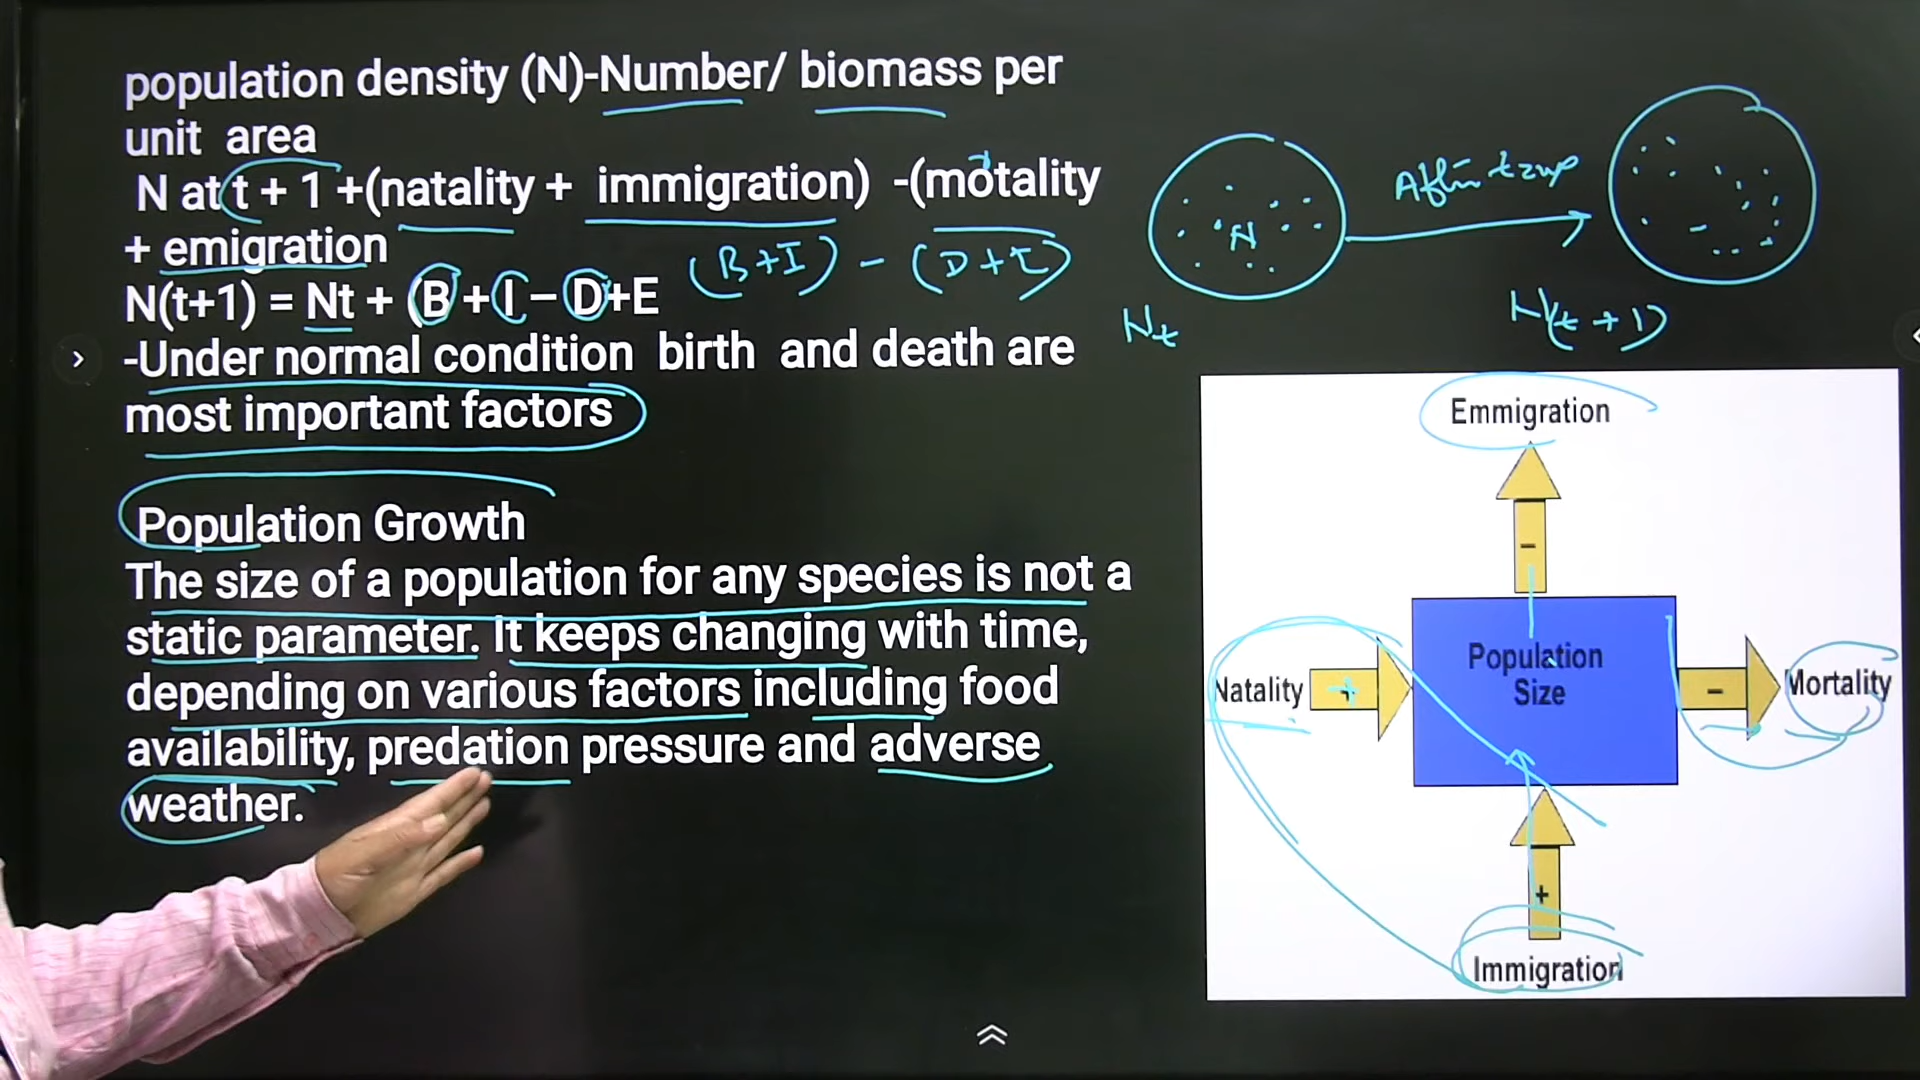 population density (N)-Number/ biomass per
unit area
N at t + 1 +(natality + immigration) -(motality
r
+ emigration
(B+I) - (D+E)
N(t+1) = Nt + (B +I – D+E
-Under normal condition birth and death are
most important factors
Population Growth
The size of a population for any species is not a
static parameter. It keeps changing with time,
depending on various factors including food
availability, predation pressure and adverse
weather.
N
After
Nt
N(t+1)
Emmigration
–
Natality
+
Population
Size
–
Mortality
+
Immigration